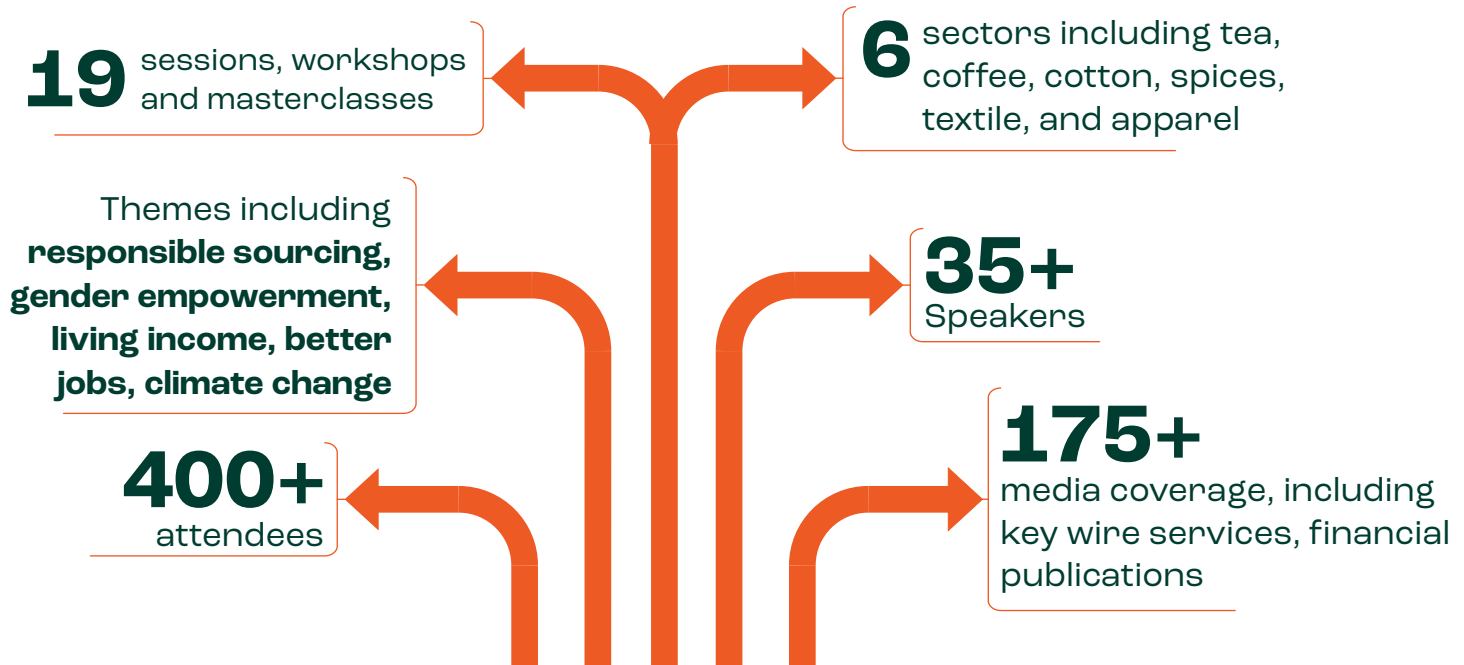 19
sessions, workshops
and masterclasses
6
sectors including tea,
coffee, cotton, spices,
textile, and apparel
Themes including
responsible sourcing,
gender empowerment,
living income, better
jobs, climate change
35+
Speakers
400+
attendees
175+
media coverage, including
key wire services, financial
publications